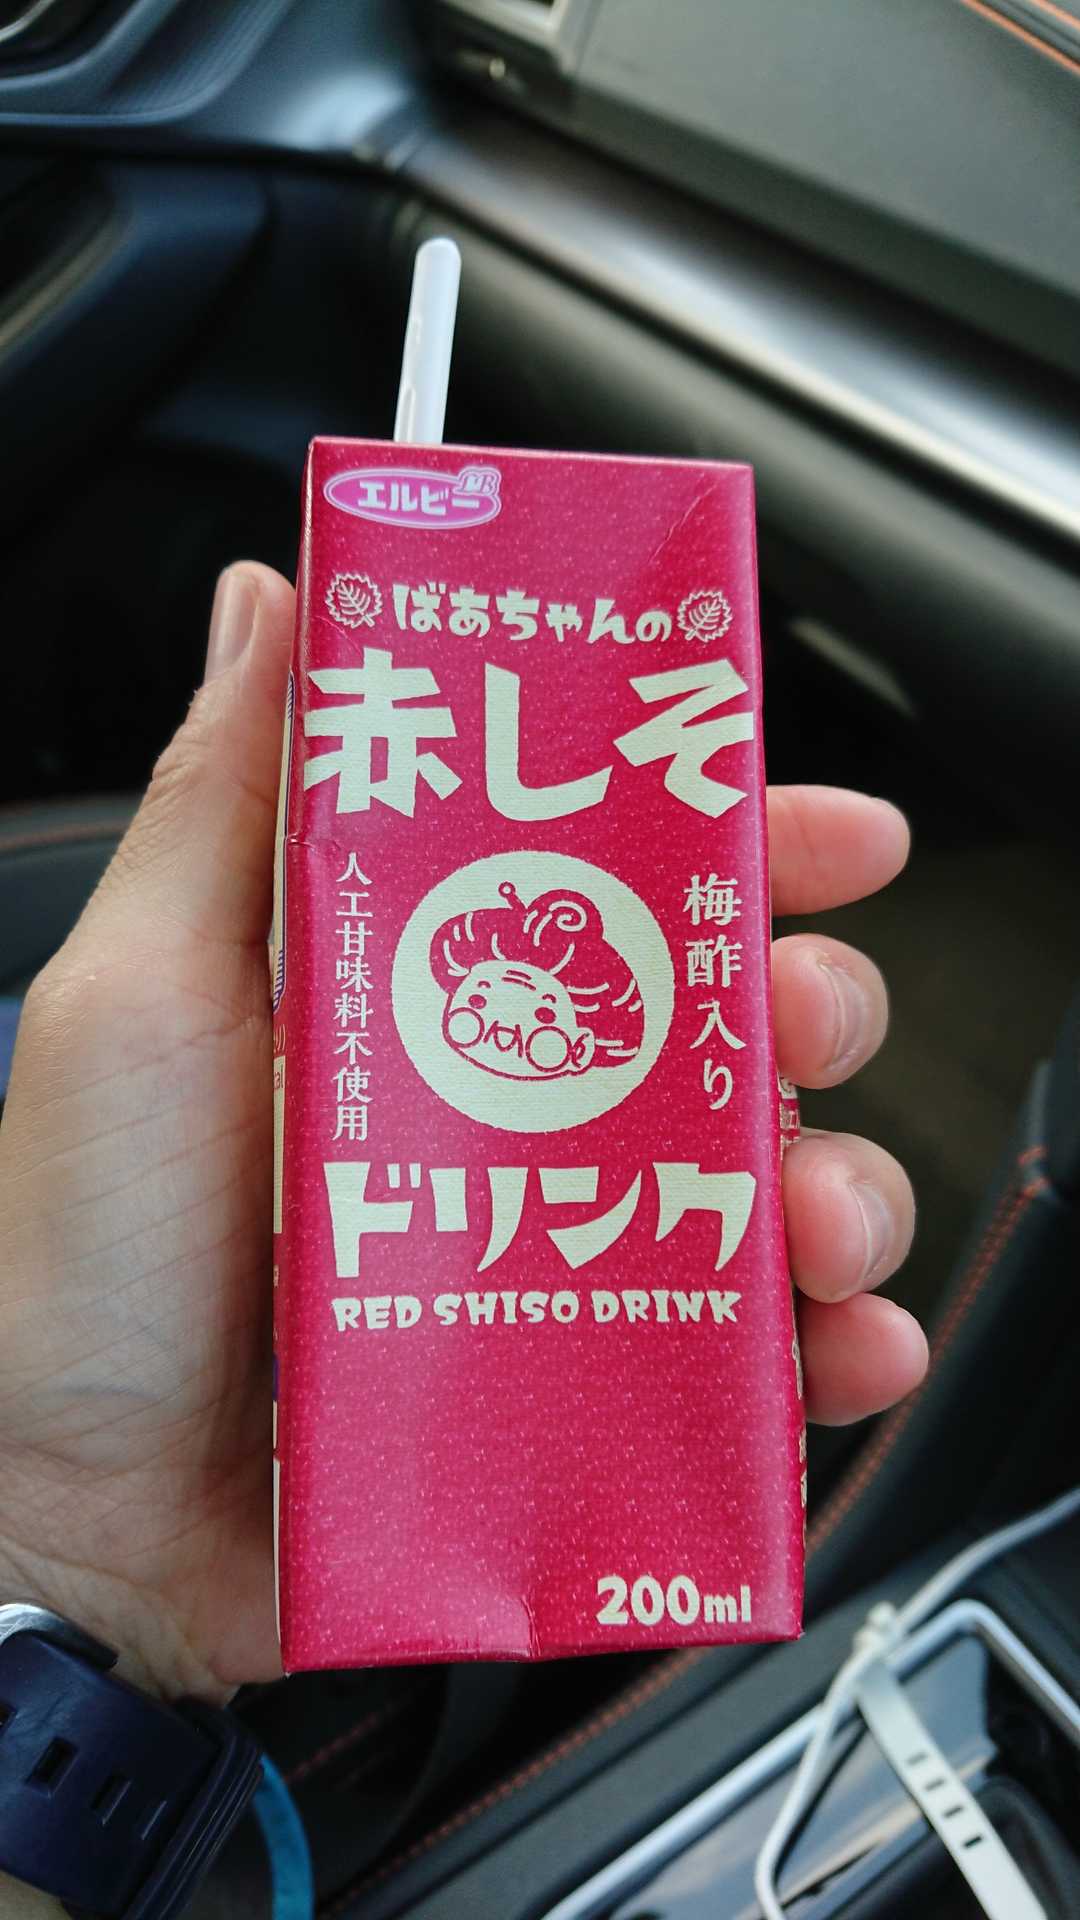 エルビー
LB
ばあちゃんの
赤しそ
梅酢入り
人工甘味料不使用
ドリンク
RED SHISO DRINK
200ml